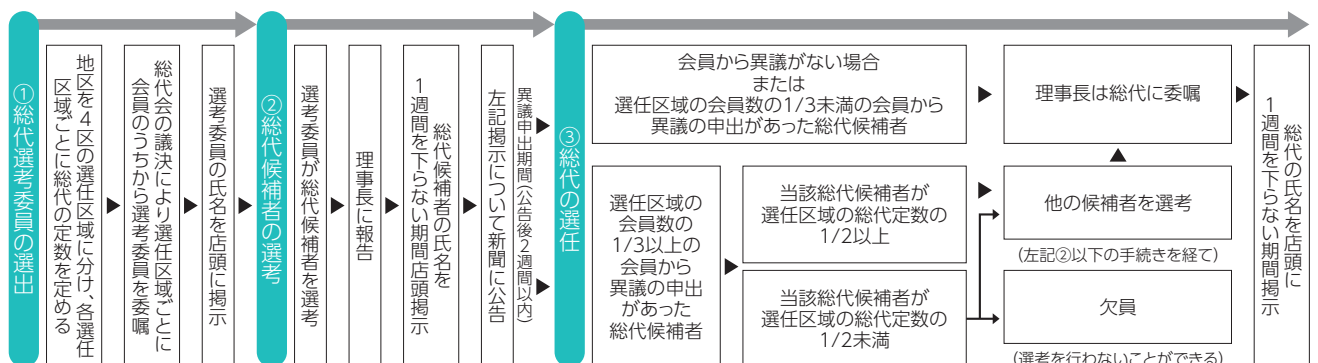 ①総代選考委員の選出
地区を4区の選任区域に分け、各選任
区域ごとに総代の定数を定める
総代会の議決により選任区域ごとに
会員のうちから選考委員を委嘱
選考委員の氏名を店頭に掲示
②総代候補者の選考
選考委員が総代候補者を選考
理事長に報告
総代候補者の氏名を
1週間を下らない期間店頭掲示
左記掲示について新聞に公告
異議申出期間(公告後2週間以内)
③総代の選任
会員から異議がない場合
または
選任区域の会員数の1/3未満の会員から
異議の申出があった総代候補者
理事長は総代に委嘱
選任区域の
会員数の
1/3以上の
会員から
異議の申出
があった
総代候補者
当該総代候補者が
選任区域の総代定数の
1/2以上
当該総代候補者が
選任区域の総代定数の
1/2未満
他の候補者を選考
(左記②以下の手続きを経て)
欠員
(選考を行わないことができる)
総代の氏名を店頭に
1週間を下らない期間掲示